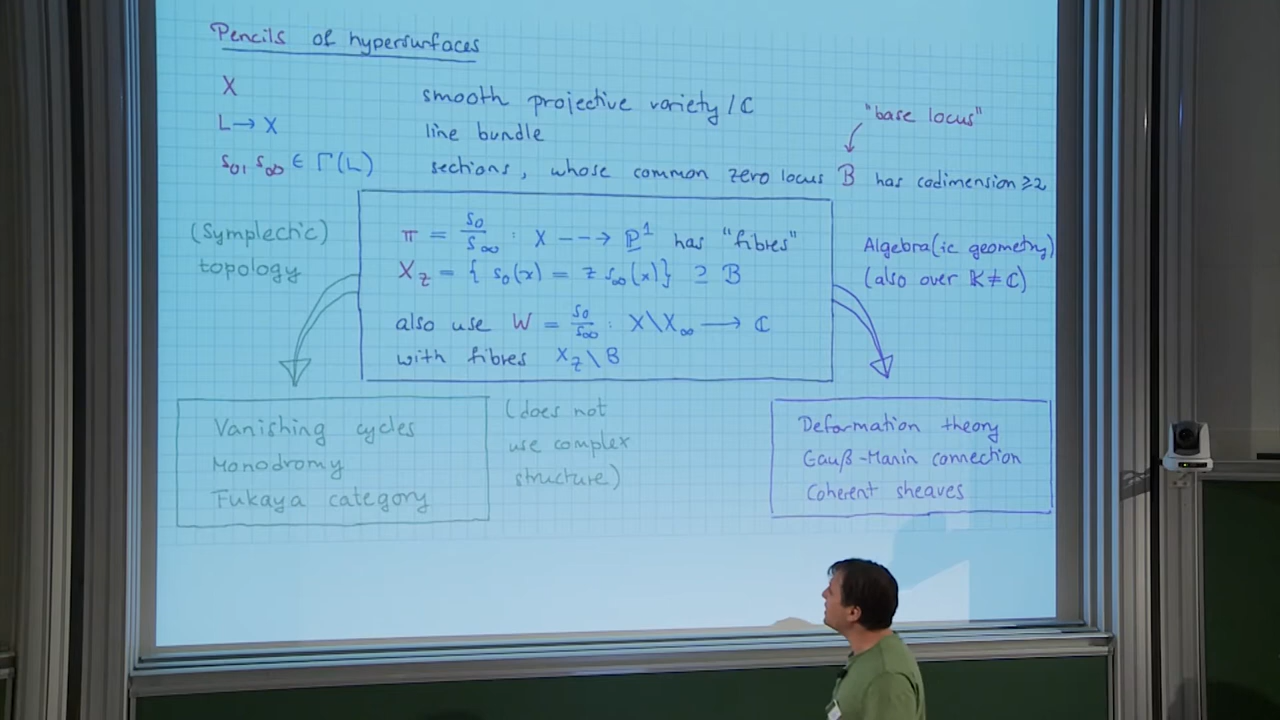 Pencils of hypersurfaces
X smooth projective variety / ℂ
L → X line bundle
"base locus"
s₀, s∞ ∈ Γ(L) sections, whose common zero locus B has codimension ≥2
(Symplectic) topology
π = s₀/s∞ : X ---> ℙ¹ has "fibres"
X_z = { s₀(x) = z s∞(x)} ⊇ B
also use W = s₀/s∞ : X\X∞ ⟶ ℂ
with fibres X_z \ B
Algebra(ic geometry)
(also over 𝕂 ≠ ℂ)
Vanishing cycles
Monodromy
Fukaya category
(does not
use complex
structure)
Deformation theory
Gauß-Manin connection
Coherent sheaves